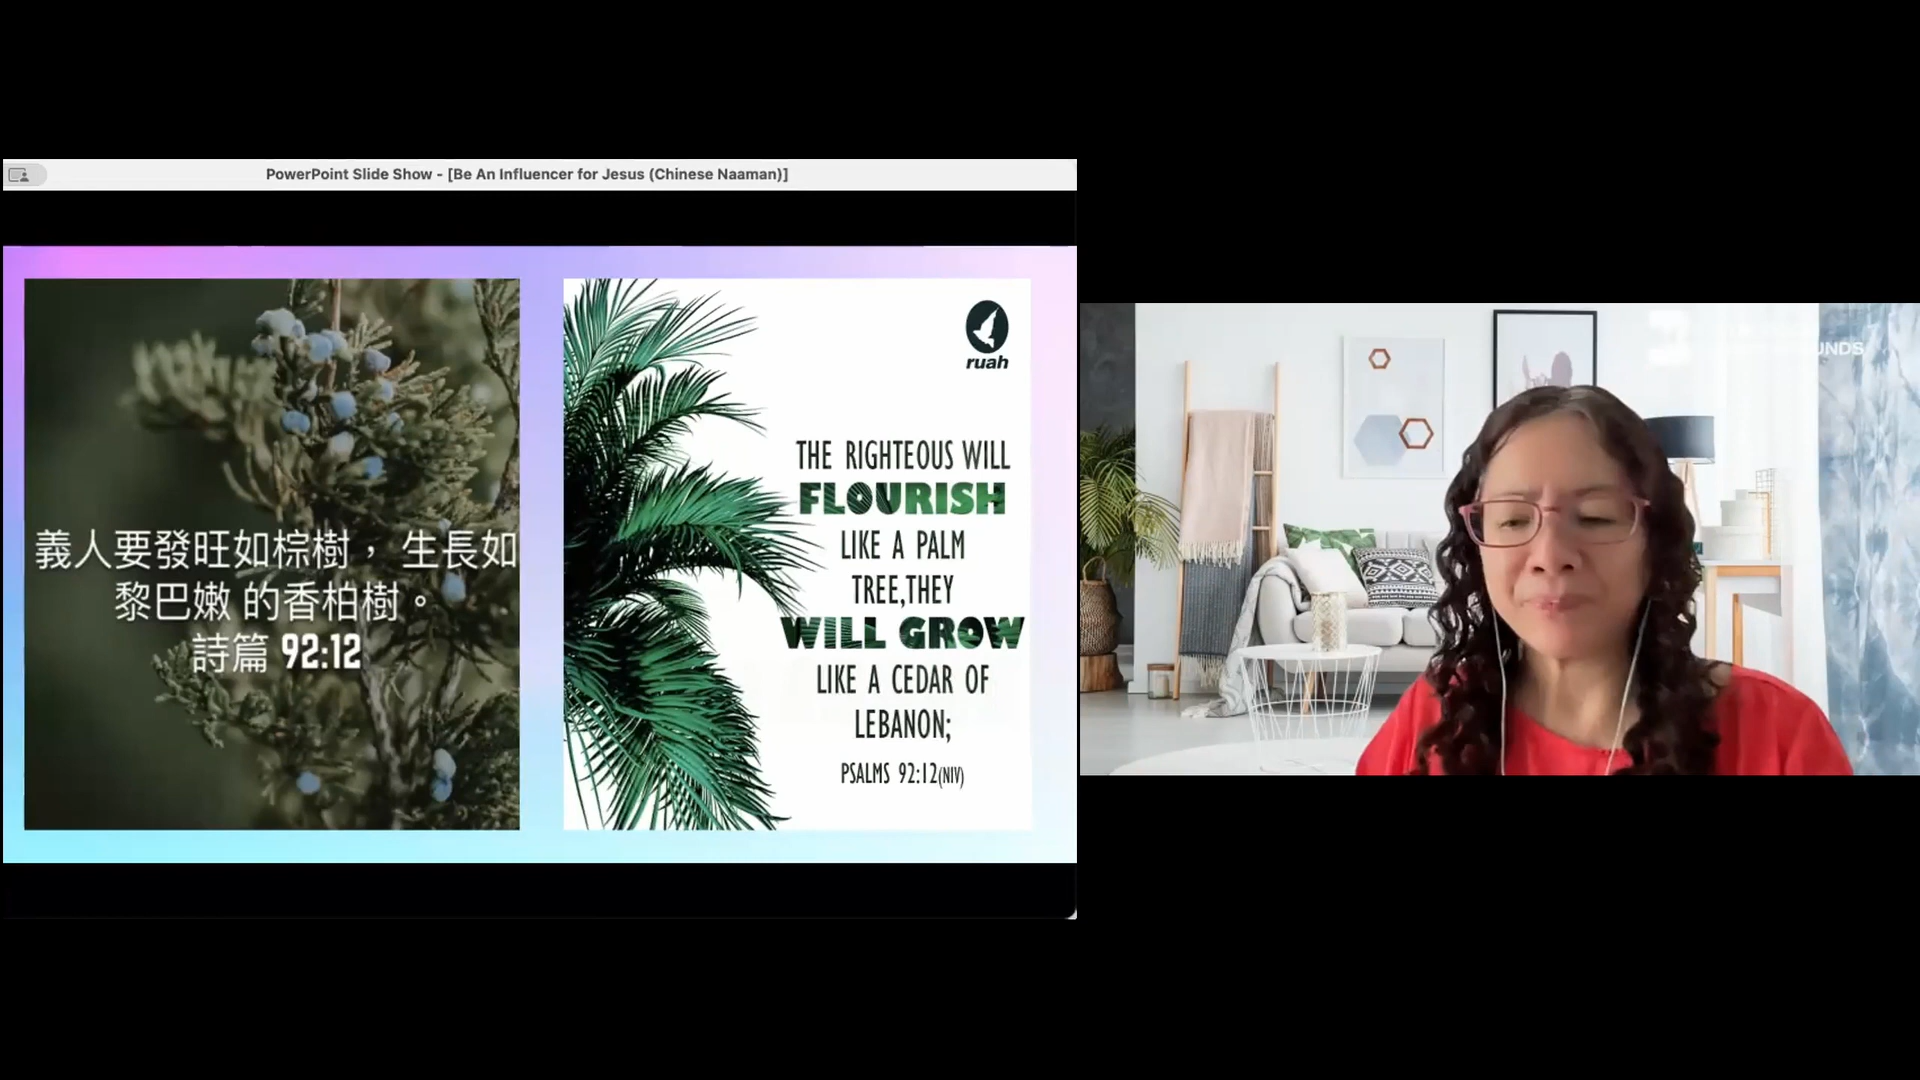 PowerPoint Slide Show - [Be An Influencer for Jesus (Chinese Naaman)]
義人要發旺如棕樹， 生長如
黎巴嫩 的香柏樹。
詩篇 92:12
ruah
THE RIGHTEOUS WILL
FLOURISH
LIKE A PALM
TREE,THEY
WILL GROW
LIKE A CEDAR OF
LEBANON;
PSALMS 92:12(NIV)